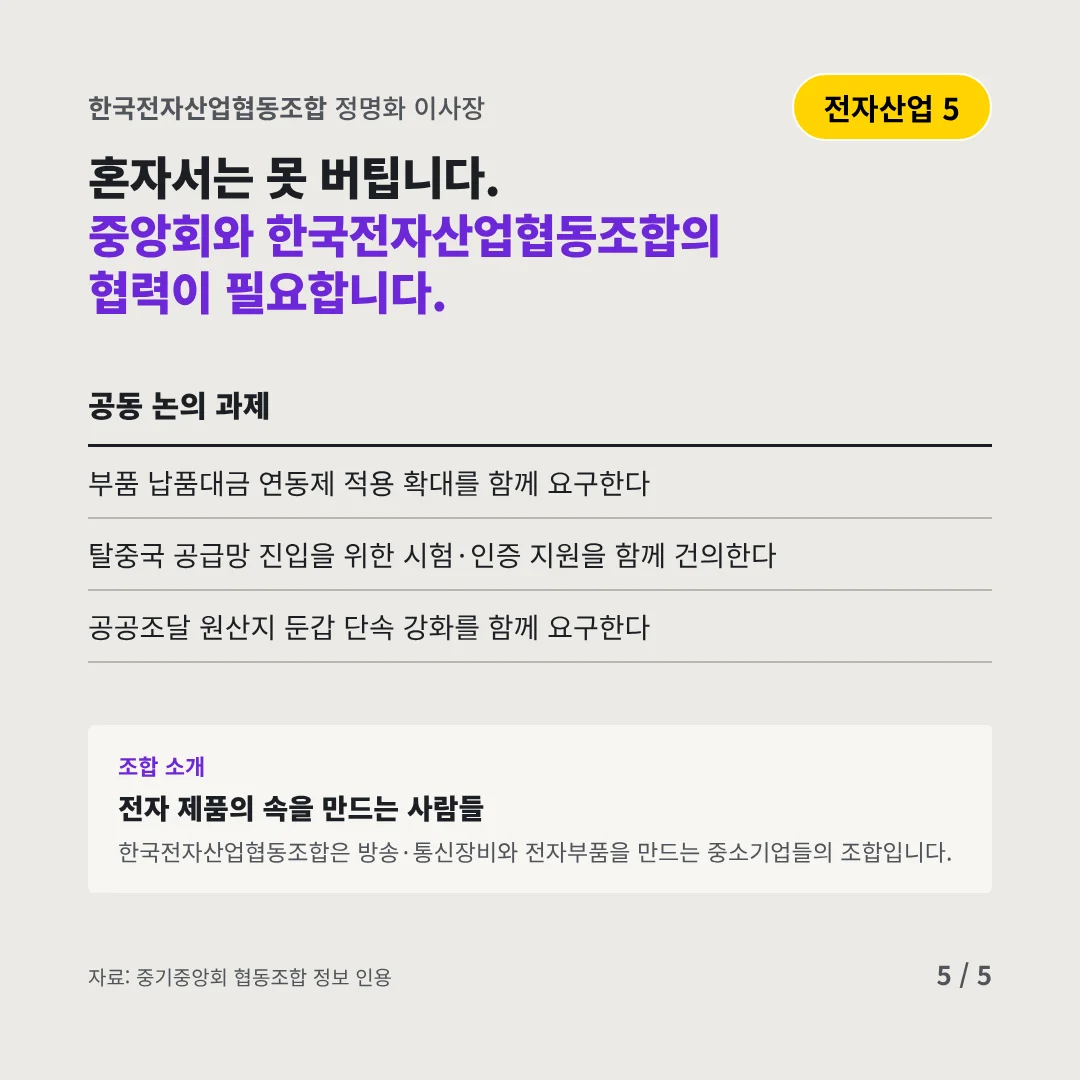 한국전자산업협동조합 정명화 이사장
전자산업 5
혼자서는 못 버팁니다.
중앙회와 한국전자산업협동조합의
협력이 필요합니다.
공동 논의 과제
부품 납품대금 연동제 적용 확대를 함께 요구한다
탈중국 공급망 진입을 위한 시험·인증 지원을 함께 건의한다
공공조달 원산지 둔갑 단속 강화를 함께 요구한다
조합 소개
전자 제품의 속을 만드는 사람들
한국전자산업협동조합은 방송·통신장비와 전자부품을 만드는 중소기업들의 조합입니다.
자료: 중기중앙회 협동조합 정보 인용
5 / 5